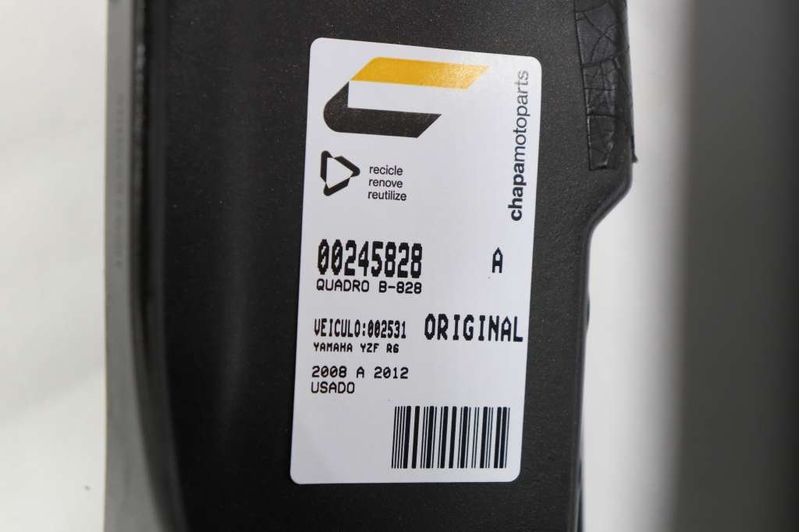 chapamotoparts
recicle
renove
reutilize
00245828 A
QUADRO B-828
VEICULO:002531 ORIGINAL
YAMAHA YZF R6
2008 A 2012
USADO